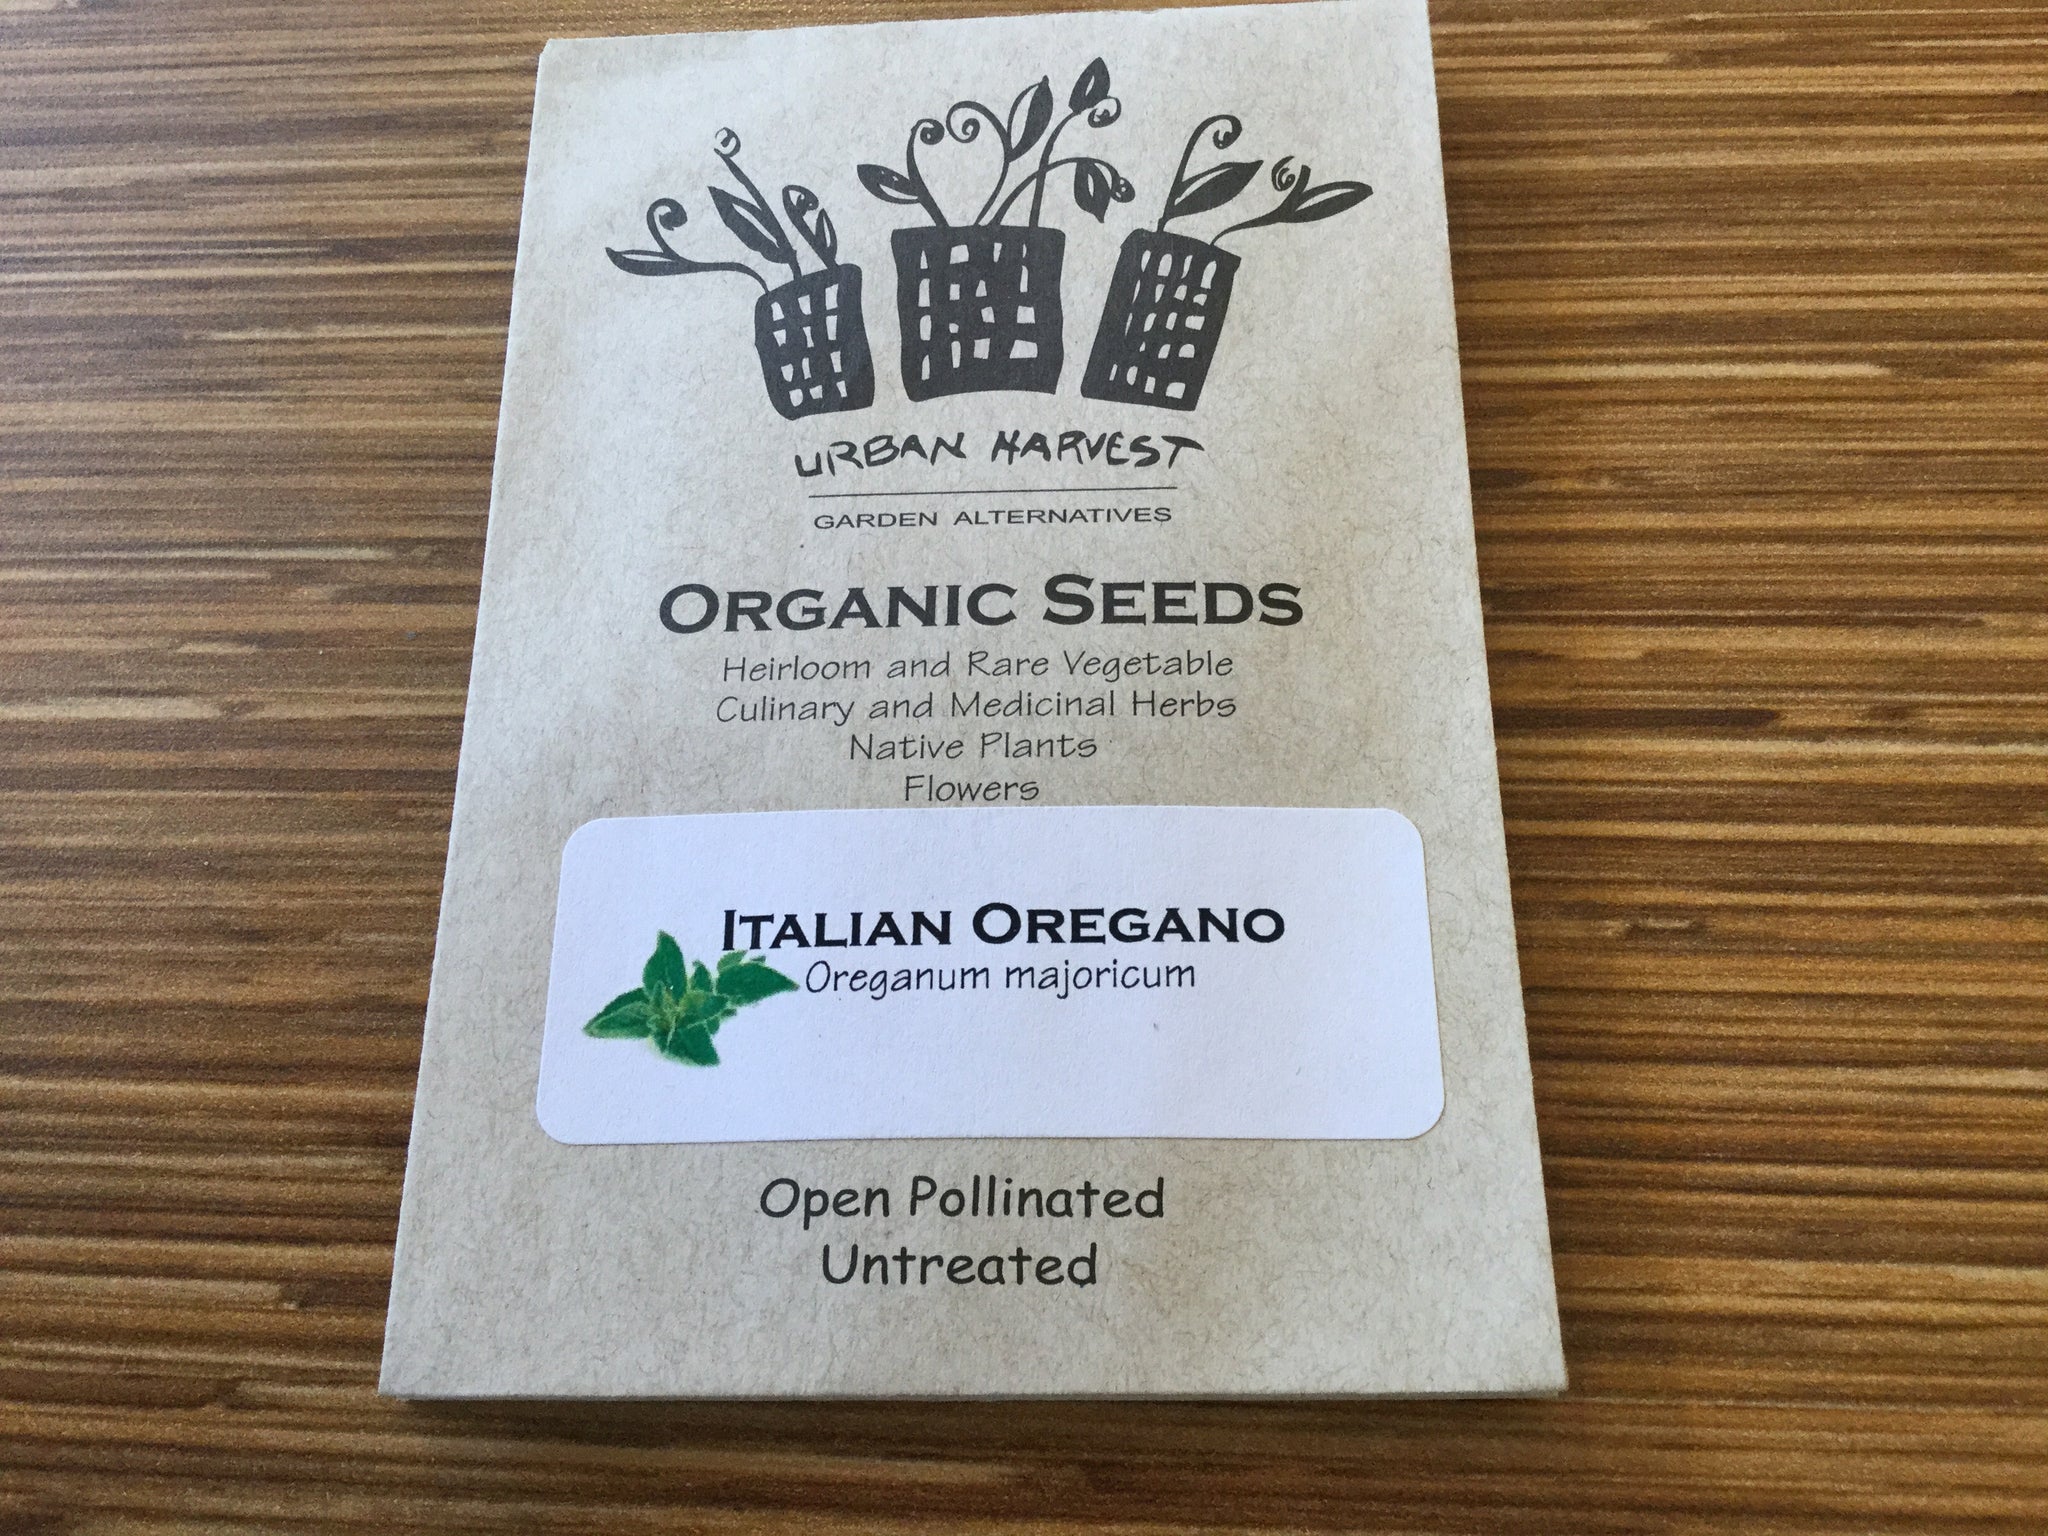 URBAN HARVEST
GARDEN ALTERNATIVES
ORGANIC SEEDS
Heirloom and Rare Vegetable
Culinary and Medicinal Herbs
Native Plants
Flowers
ITALIAN OREGANO
Oreganum majoricum
Open Pollinated
Untreated